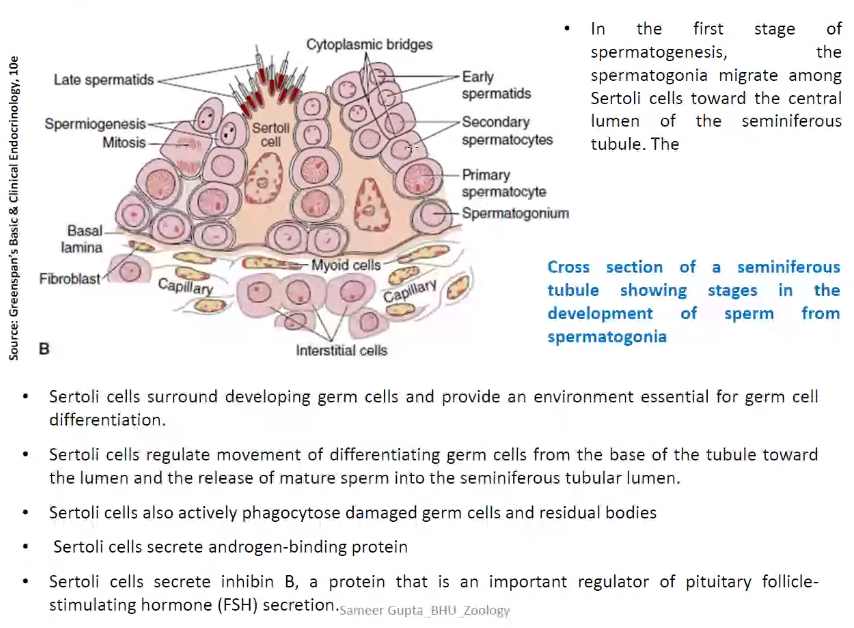 Source: Greenspan's Basic & Clinical Endocrinology, 10e
Cytoplasmic bridges
Late spermatids
Early
spermatids
Spermiogenesis
Mitosis
Sertoli
cell
Secondary
spermatocytes
Primary
spermatocyte
Spermatogonium
Basal
lamina
Fibroblast
Myoid cells
Capillary
Capillary
Interstitial cells
B
• In the first stage of
spermatogenesis, the
spermatogonia migrate among
Sertoli cells toward the central
lumen of the seminiferous
tubule. The
Cross section of a seminiferous
tubule showing stages in the
development of sperm from
spermatogonia
• Sertoli cells surround developing germ cells and provide an environment essential for germ cell
differentiation.
• Sertoli cells regulate movement of differentiating germ cells from the base of the tubule toward
the lumen and the release of mature sperm into the seminiferous tubular lumen.
• Sertoli cells also actively phagocytose damaged germ cells and residual bodies
• Sertoli cells secrete androgen-binding protein
• Sertoli cells secrete inhibin B, a protein that is an important regulator of pituitary follicle-
stimulating hormone (FSH) secretion.
Sameer Gupta_BHU_Zoology